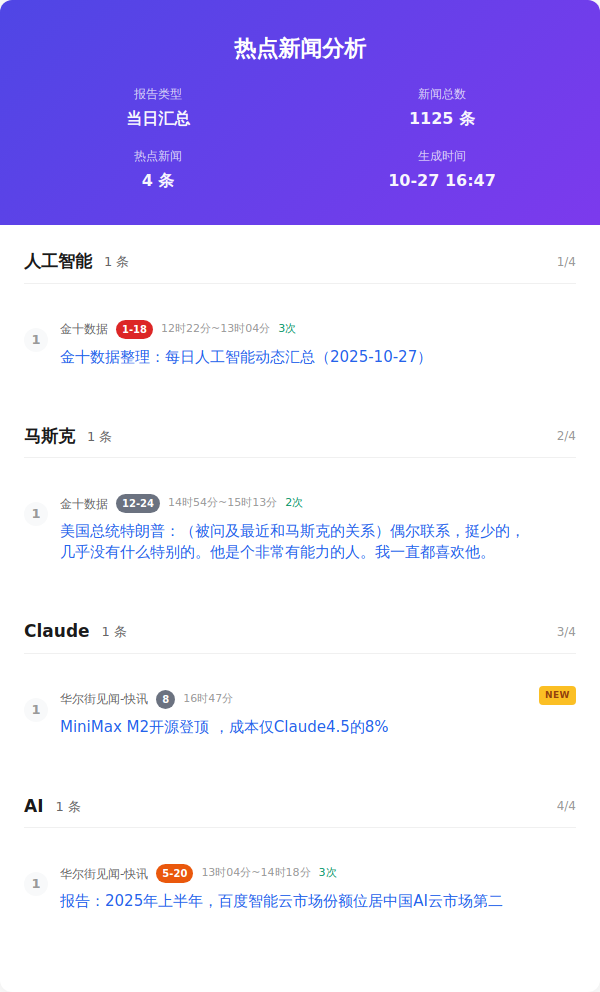 热点新闻分析
报告类型
当日汇总
新闻总数
1125 条
热点新闻
4 条
生成时间
10-27 16:47
人工智能 1 条 1/4
1
金十数据 1-18 12时22分~13时04分 3次
金十数据整理：每日人工智能动态汇总（2025-10-27）
马斯克 1 条 2/4
1
金十数据 12-24 14时54分~15时13分 2次
美国总统特朗普：（被问及最近和马斯克的关系）偶尔联系，挺少的，
几乎没有什么特别的。他是个非常有能力的人。我一直都喜欢他。
Claude 1 条 3/4
1
华尔街见闻-快讯 8 16时47分 NEW
MiniMax M2开源登顶 ，成本仅Claude4.5的8%
AI 1 条 4/4
1
华尔街见闻-快讯 5-20 13时04分~14时18分 3次
报告：2025年上半年，百度智能云市场份额位居中国AI云市场第二